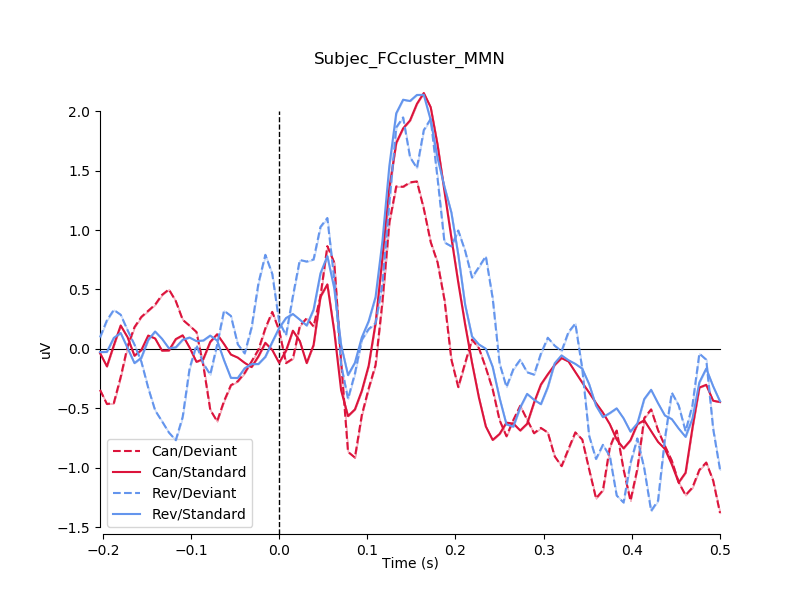 Subjec_FCcluster_MMN
2.0
1.5
1.0
0.5
0.0
−0.5
−1.0
−1.5
uV
Can/Deviant
Can/Standard
Rev/Deviant
Rev/Standard
−0.2 −0.1 0.0 0.1 0.2 0.3 0.4 0.5
Time (s)